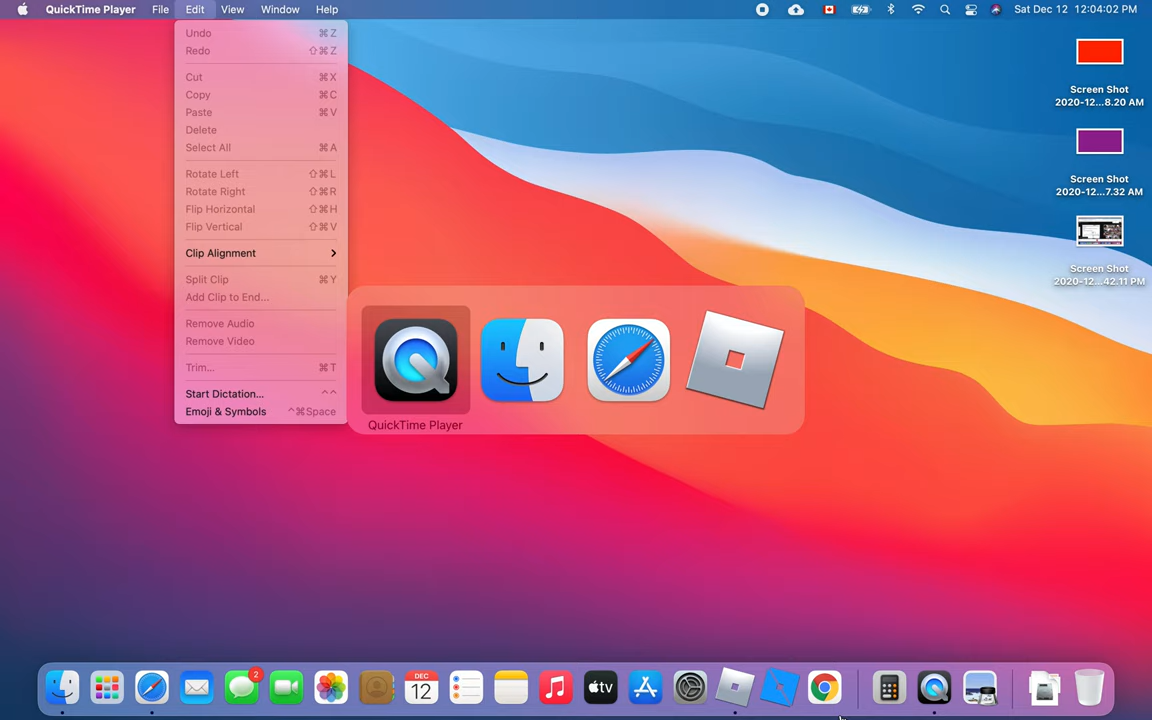 QuickTime Player File Edit View Window Help Sat Dec 12 12:04:02 PM
Undo ⌘Z
Redo ⇧⌘Z
Cut ⌘X
Copy ⌘C
Paste ⌘V
Delete
Select All ⌘A
Rotate Left ⇧⌘L
Rotate Right ⇧⌘R
Flip Horizontal ⇧⌘H
Flip Vertical ⇧⌘V
Clip Alignment
Split Clip ⌘Y
Add Clip to End...
Remove Audio
Remove Video
Trim... ⌘T
Start Dictation... ^^
Emoji & Symbols ^⌘Space
QuickTime Player
Screen Shot
2020-12...8.20 AM
Screen Shot
2020-12...7.32 AM
Screen Shot
2020-12...42.11 PM
2
DEC
12
tv